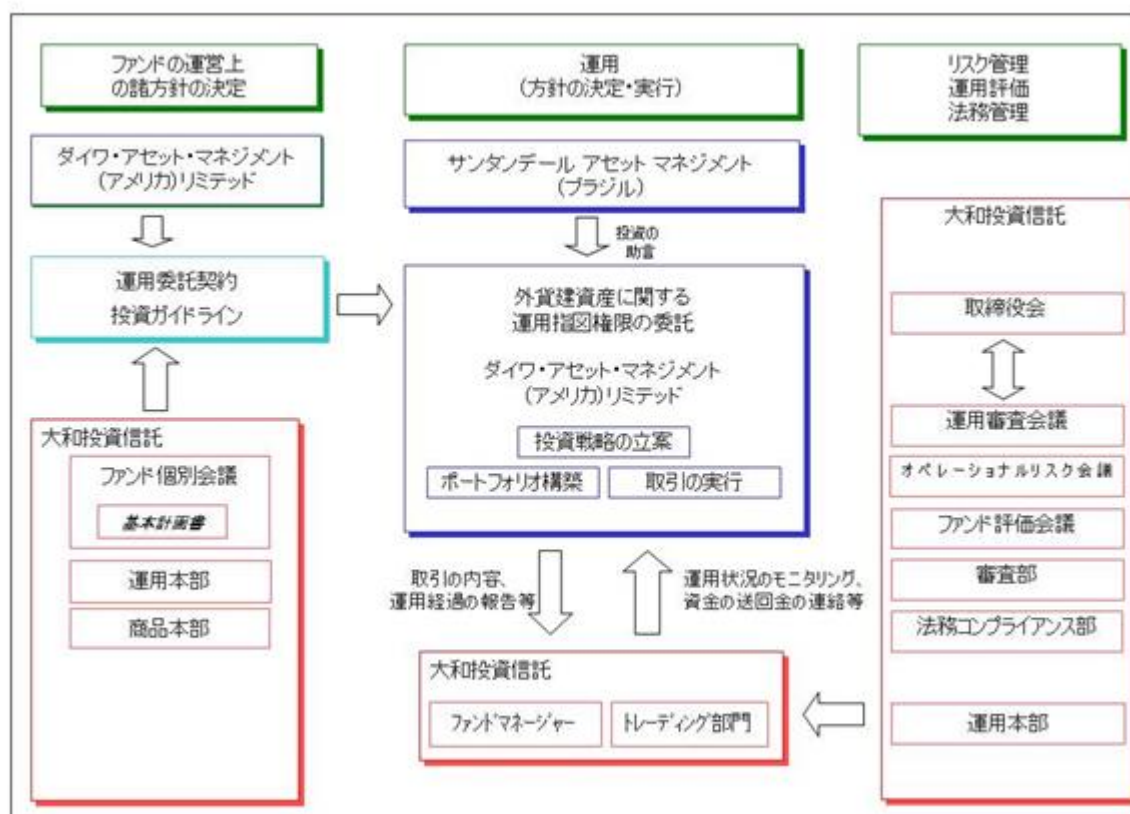 ファンドの運営上
の諸方針の決定
ダイワ・アセット・マネジメント
(アメリカ)リミテッド
運用委託契約
投資ガイドライン
大和投資信託
ファンド個別会議
基本計画書
運用本部
商品本部
運用
(方針の決定・実行)
サンタンデール アセット マネジメント
(ブラジル)
投資の
助言
外貨建資産に関する
運用指図権限の委託
ダイワ・アセット・マネジメント
(アメリカ)リミテッド
投資戦略の立案
ポートフォリオ構築
取引の実行
取引の内容、
運用経過の報告等
運用状況のモニタリング、
資金の送回金の連絡等
大和投資信託
ファンドマネージャー
トレーディング部門
リスク管理
運用評価
法務管理
大和投資信託
取締役会
運用審査会議
オペレーショナルリスク会議
ファンド評価会議
審査部
法務コンプライアンス部
運用本部